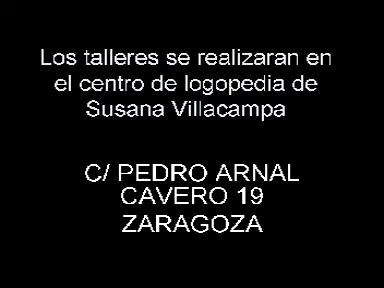 Los talleres se realizaran en
el centro de logopedia de
Susana Villacampa
C/ PEDRO ARNAL
CAVERO 19
ZARAGOZA